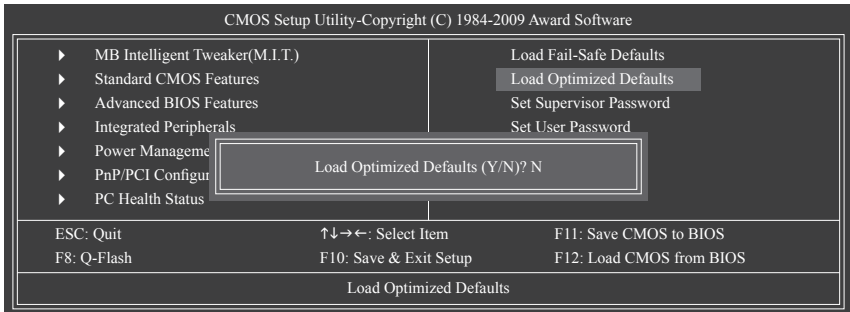 CMOS Setup Utility-Copyright (C) 1984-2009 Award Software
MB Intelligent Tweaker(M.I.T.)
Standard CMOS Features
Advanced BIOS Features
Integrated Peripherals
Power Manageme
PnP/PCI Configur
PC Health Status
Load Fail-Safe Defaults
Load Optimized Defaults
Set Supervisor Password
Set User Password
Load Optimized Defaults (Y/N)? N
ESC: Quit ↑↓→←: Select Item F11: Save CMOS to BIOS
F8: Q-Flash F10: Save & Exit Setup F12: Load CMOS from BIOS
Load Optimized Defaults